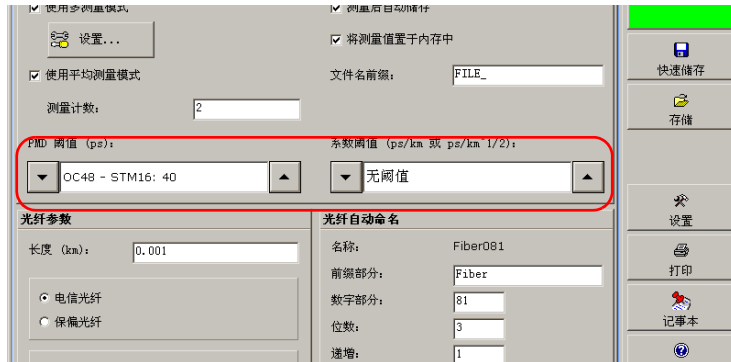 使用多测量模式
测量后自动储存
设置...
将测量值置于内存中
使用平均测量模式
文件名前缀:
FILE_
测量计数:
2
PMD 阈值 (ps):
系数阈值 (ps/km 或 ps/km^1/2):
OC48 - STM16: 40
无阈值
光纤参数
长度 (km):
0.001
电信光纤
保偏光纤
光纤自动命名
名称:
Fiber081
前缀部分:
Fiber
数字部分:
81
位数:
3
递增:
1
快速储存
存储
设置
打印
记事本